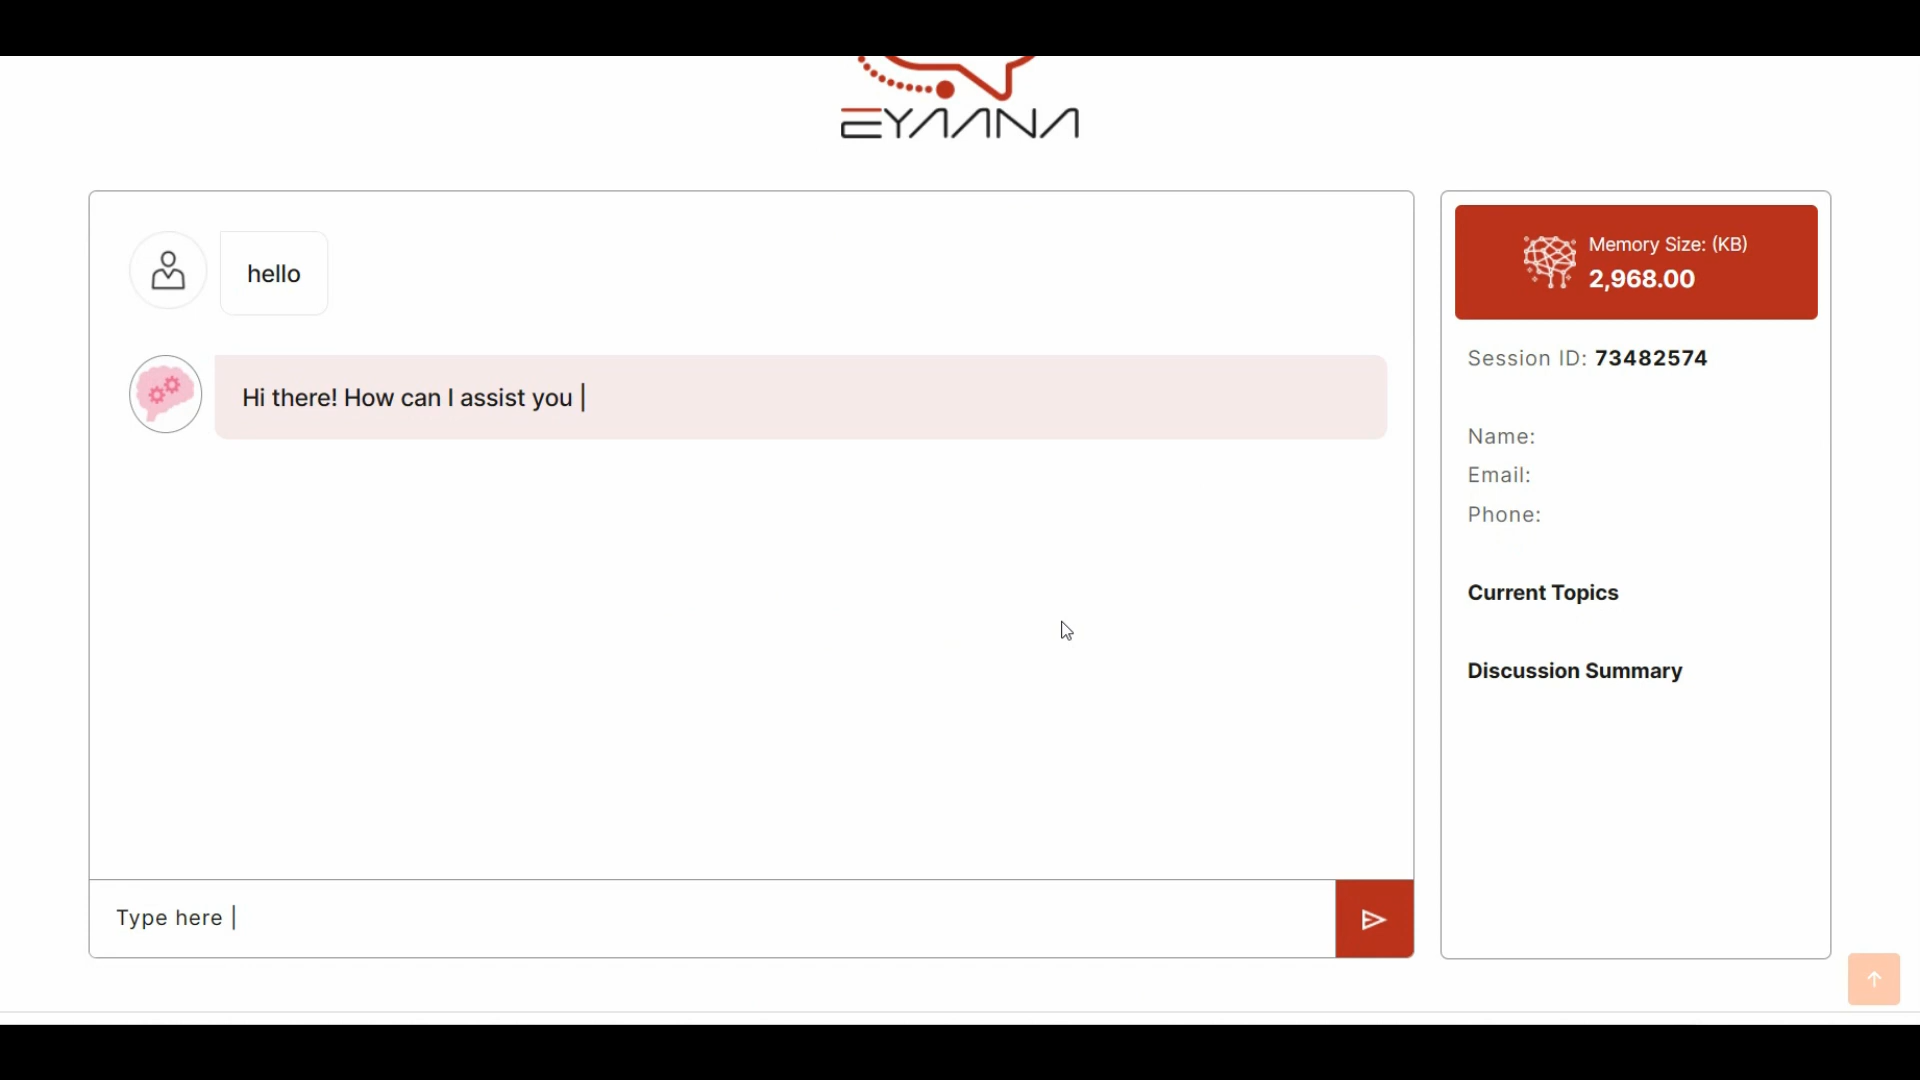 EYAANA
hello
Hi there! How can I assist you
Type here
Memory Size: (KB)
2,968.00
Session ID: 73482574
Name:
Email:
Phone:
Current Topics
Discussion Summary